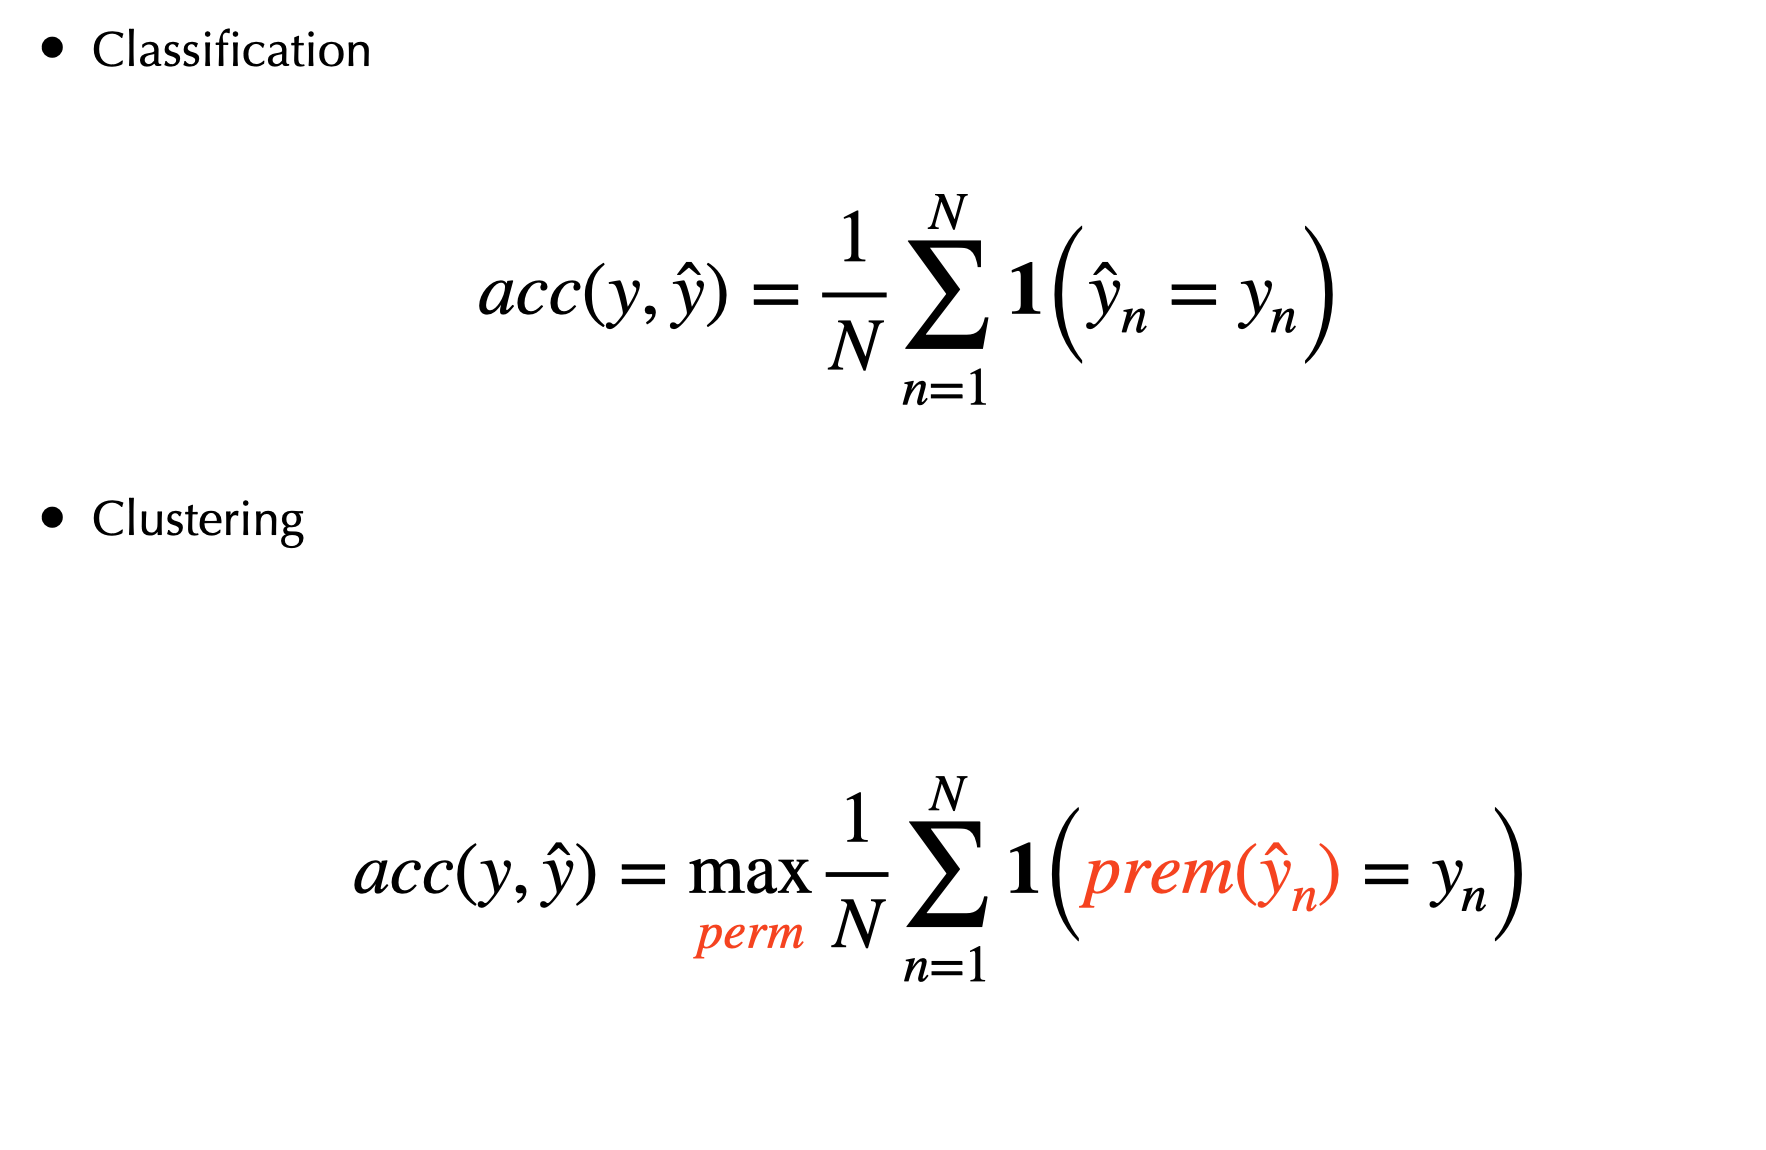 • Classification
acc(y, ŷ) = 1/N ∑_{n=1}^{N} 𝟏(ŷ_n = y_n)
• Clustering
acc(y, ŷ) = max_{perm} 1/N ∑_{n=1}^{N} 𝟏(prem(ŷ_n) = y_n)